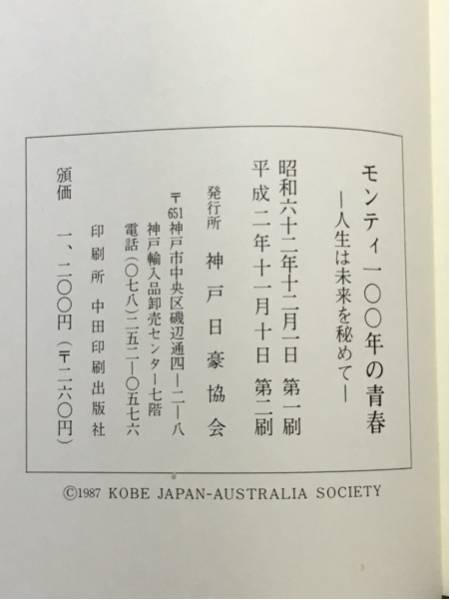 モンティ一〇〇年の青春
―人生は未来を秘めて―
昭和六十二年十二月一日 第一刷
平成二年十一月十日 第二刷
発行所 神戸日豪協会
〒651神戸市中央区磯辺通四―二―八
神戸輸入品卸売センター七階
電話(〇七八)二五二―〇五七六
印刷所 中田印刷出版社
頒価 一、二〇〇円(〒二六〇円)
©1987 KOBE JAPAN-AUSTRALIA SOCIETY